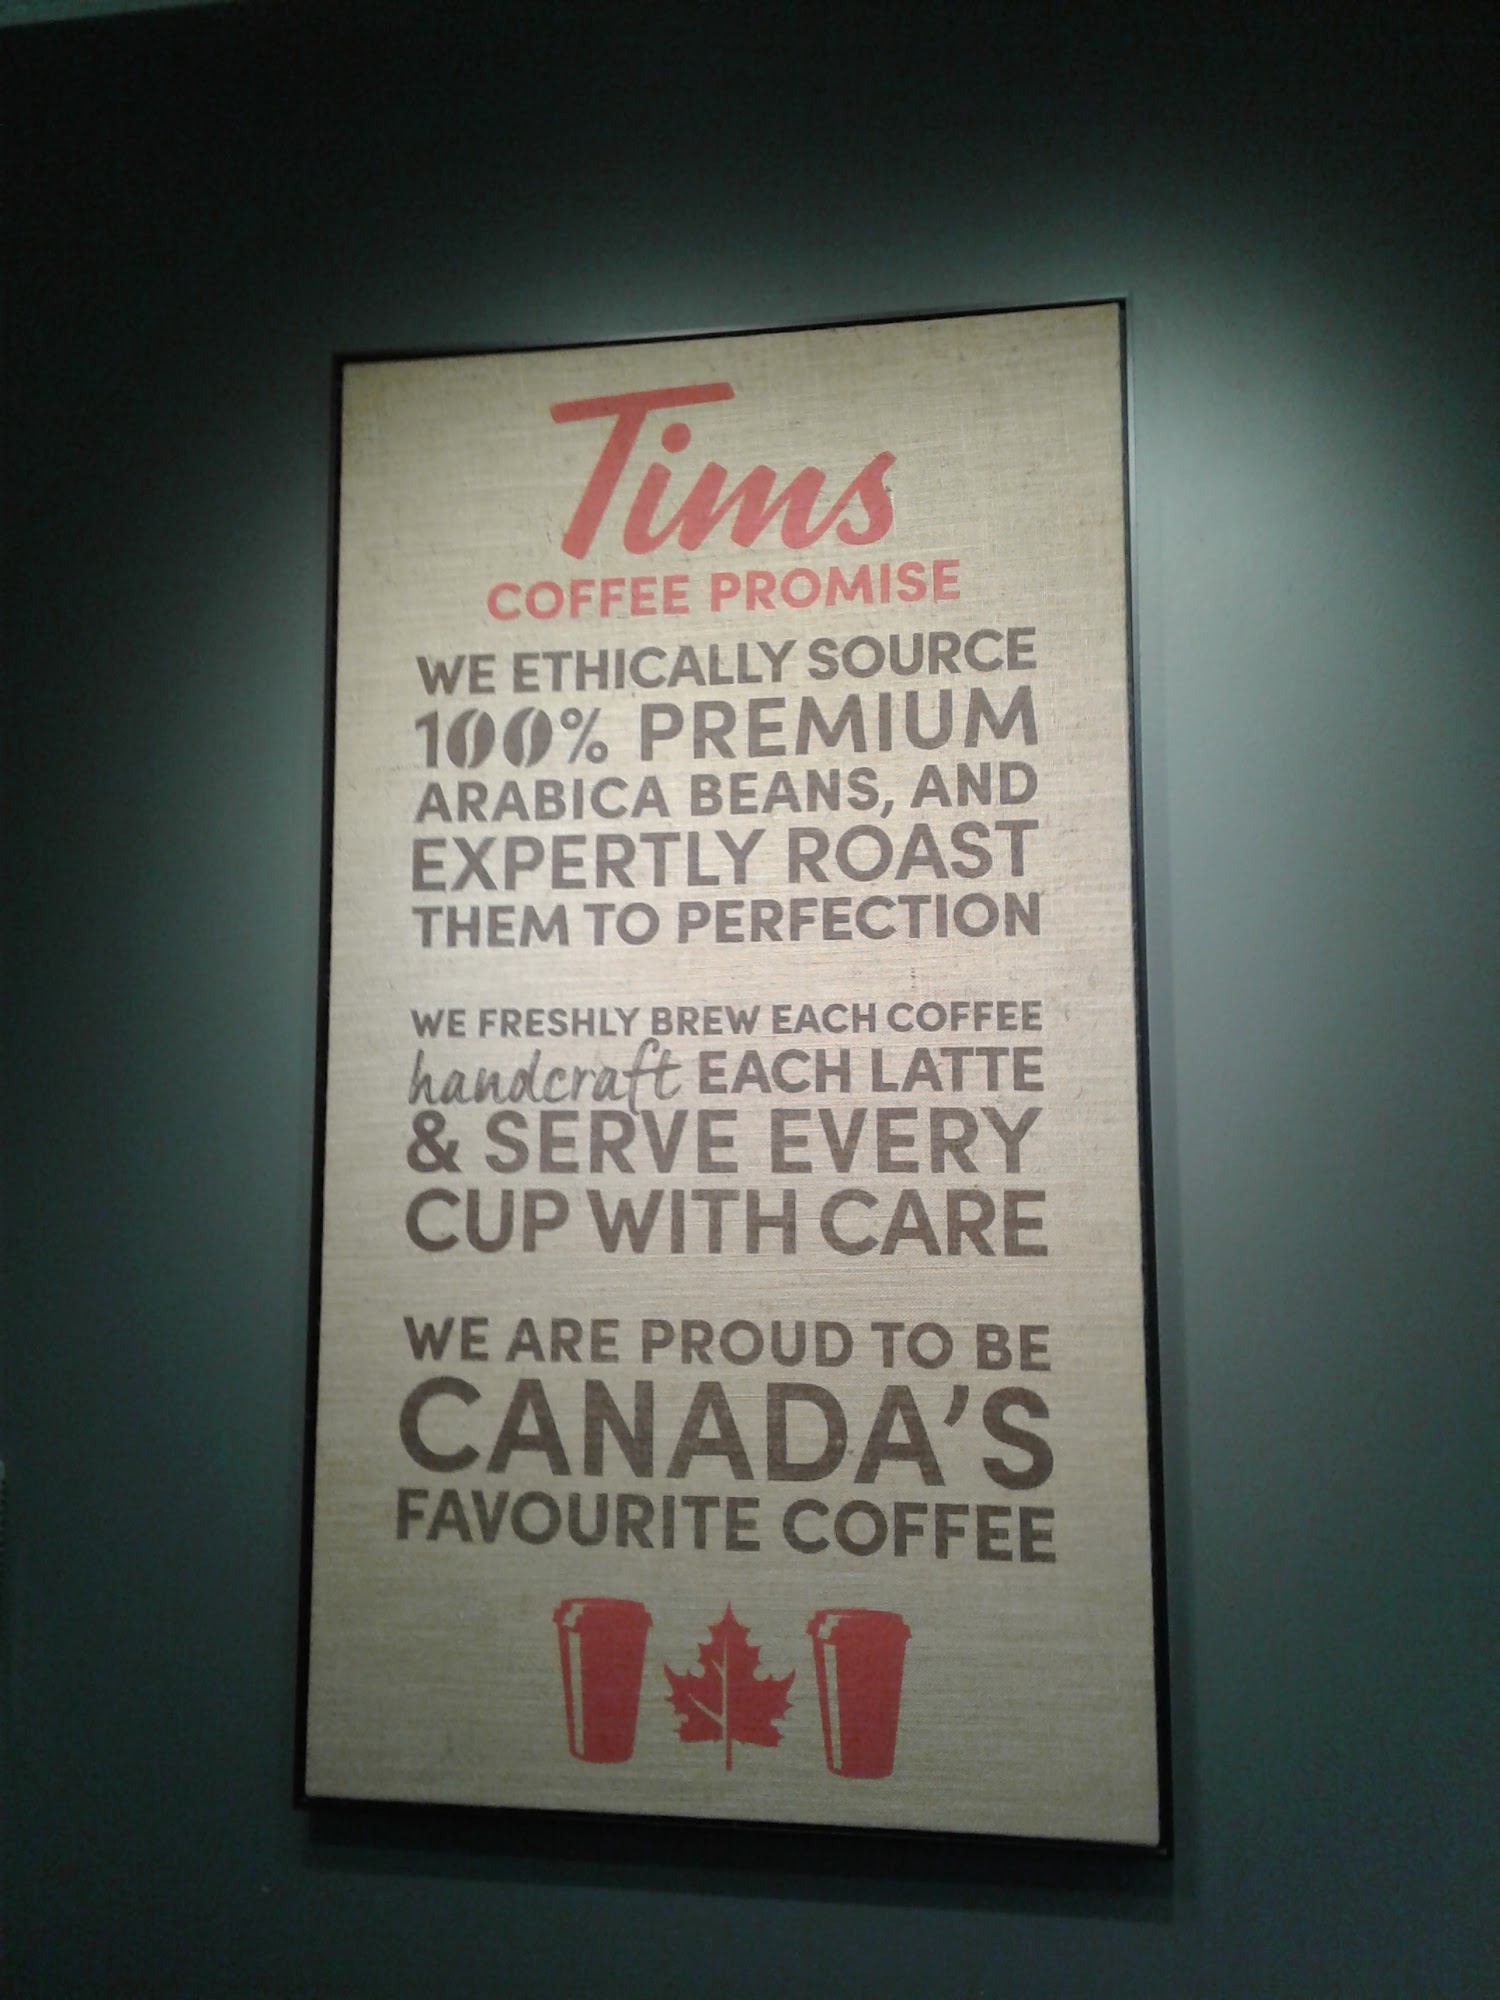 Tims
COFFEE PROMISE
WE ETHICALLY SOURCE
100% PREMIUM
ARABICA BEANS, AND
EXPERTLY ROAST
THEM TO PERFECTION
WE FRESHLY BREW EACH COFFEE
handcraft EACH LATTE
& SERVE EVERY
CUP WITH CARE
WE ARE PROUD TO BE
CANADA'S
FAVOURITE COFFEE